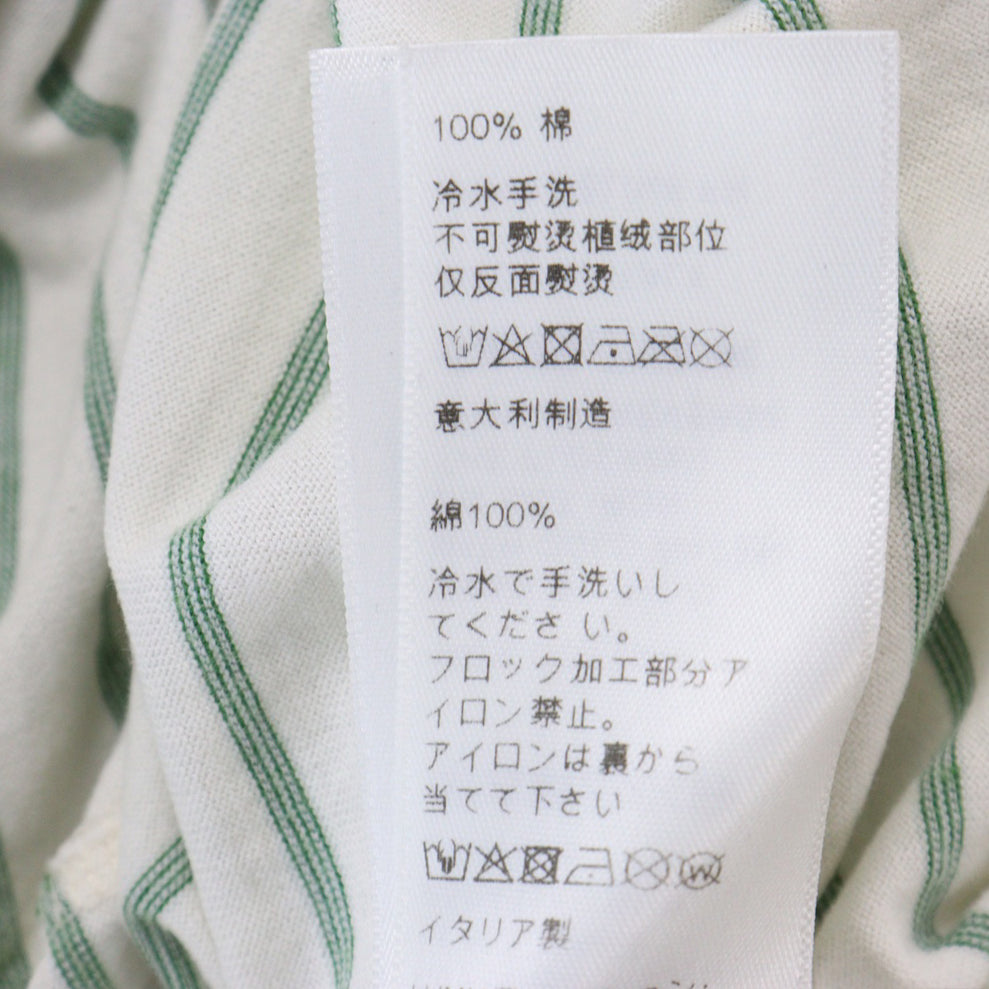 100% 棉
冷水手洗
不可熨烫植绒部位
仅反面熨烫
意大利制造
綿100%
冷水で手洗いし
てください。
フロック加工部分ア
イロン禁止。
アイロンは裏から
当てて下さい
W
イタリア製